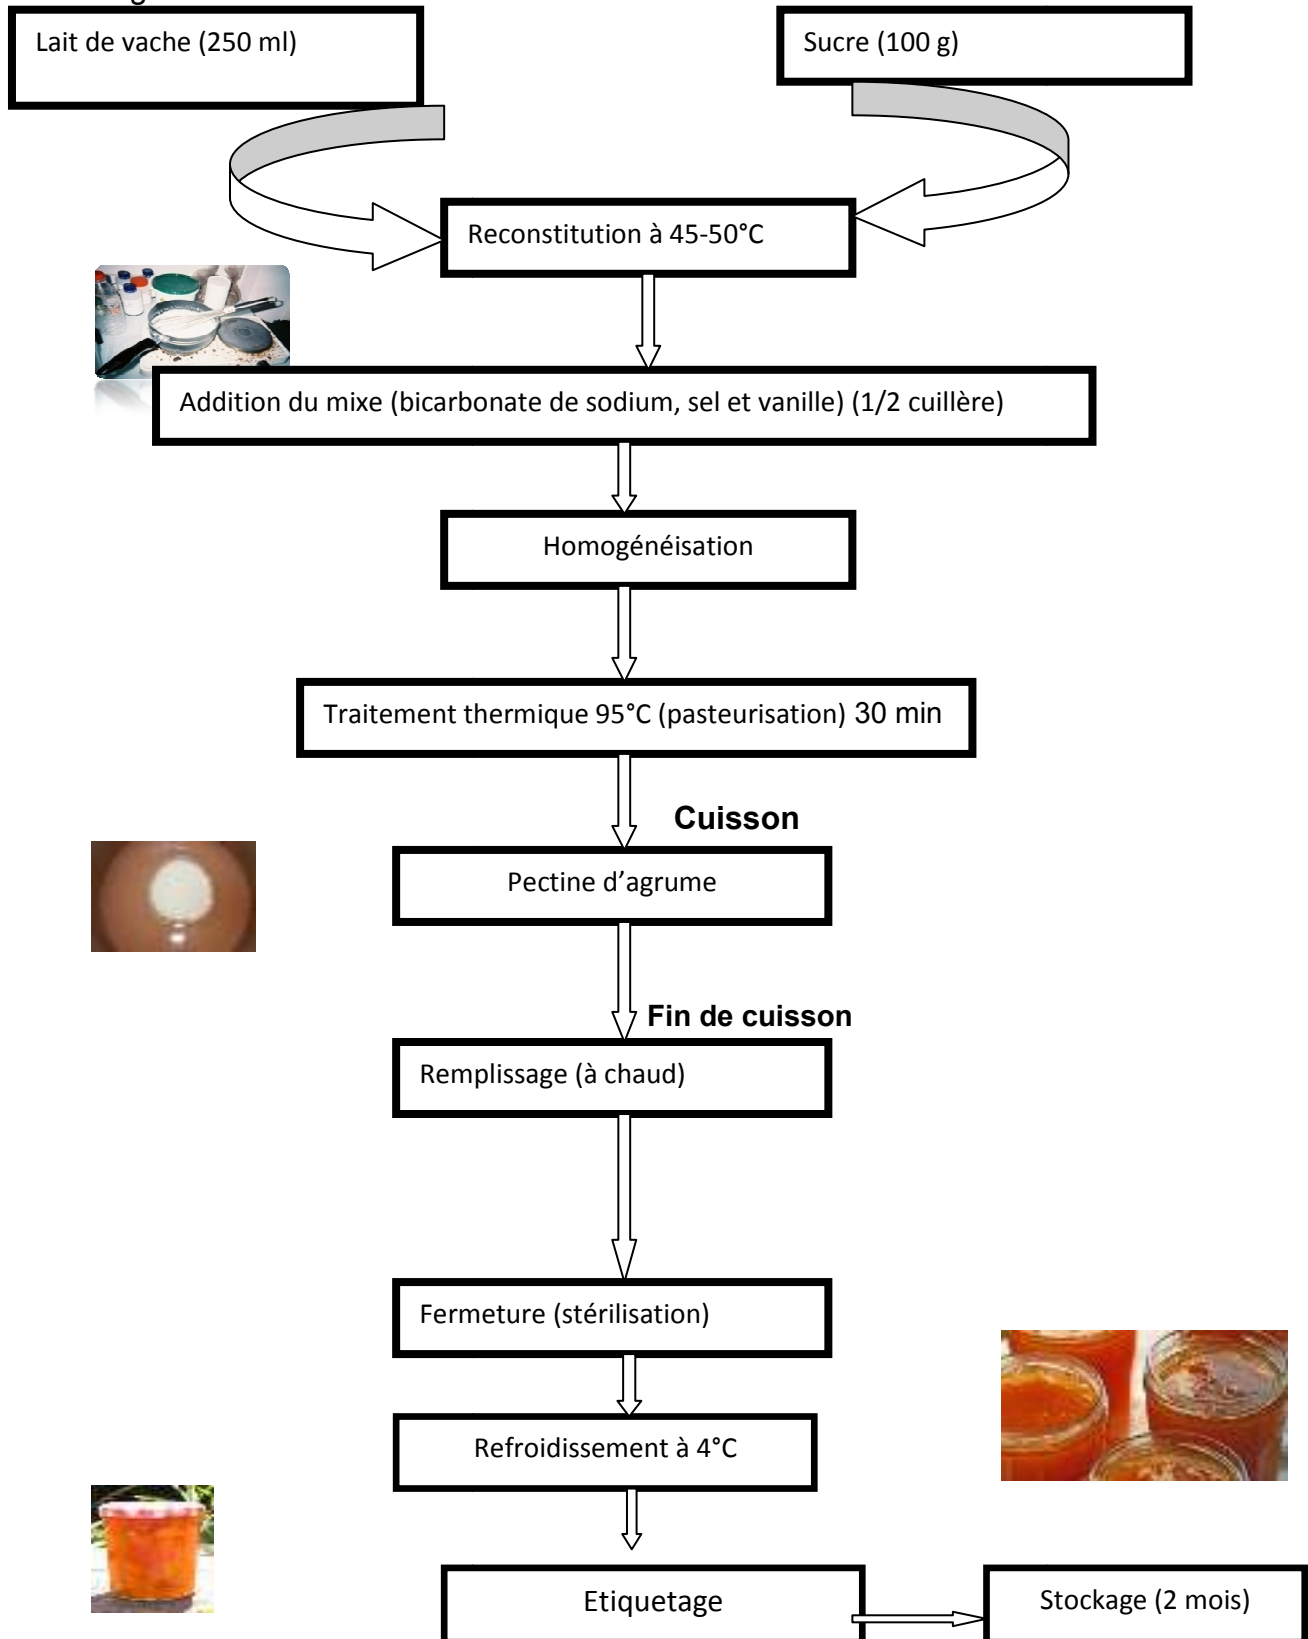 Lait de vache (250 ml)
Sucre (100 g)
Reconstitution à 45-50°C
Addition du mixe (bicarbonate de sodium, sel et vanille) (1/2 cuillère)
Homogénéisation
Traitement thermique 95°C (pasteurisation) 30 min
Cuisson
Pectine d’agrume
Fin de cuisson
Remplissage (à chaud)
Fermeture (stérilisation)
Refroidissement à 4°C
Etiquetage
Stockage (2 mois)